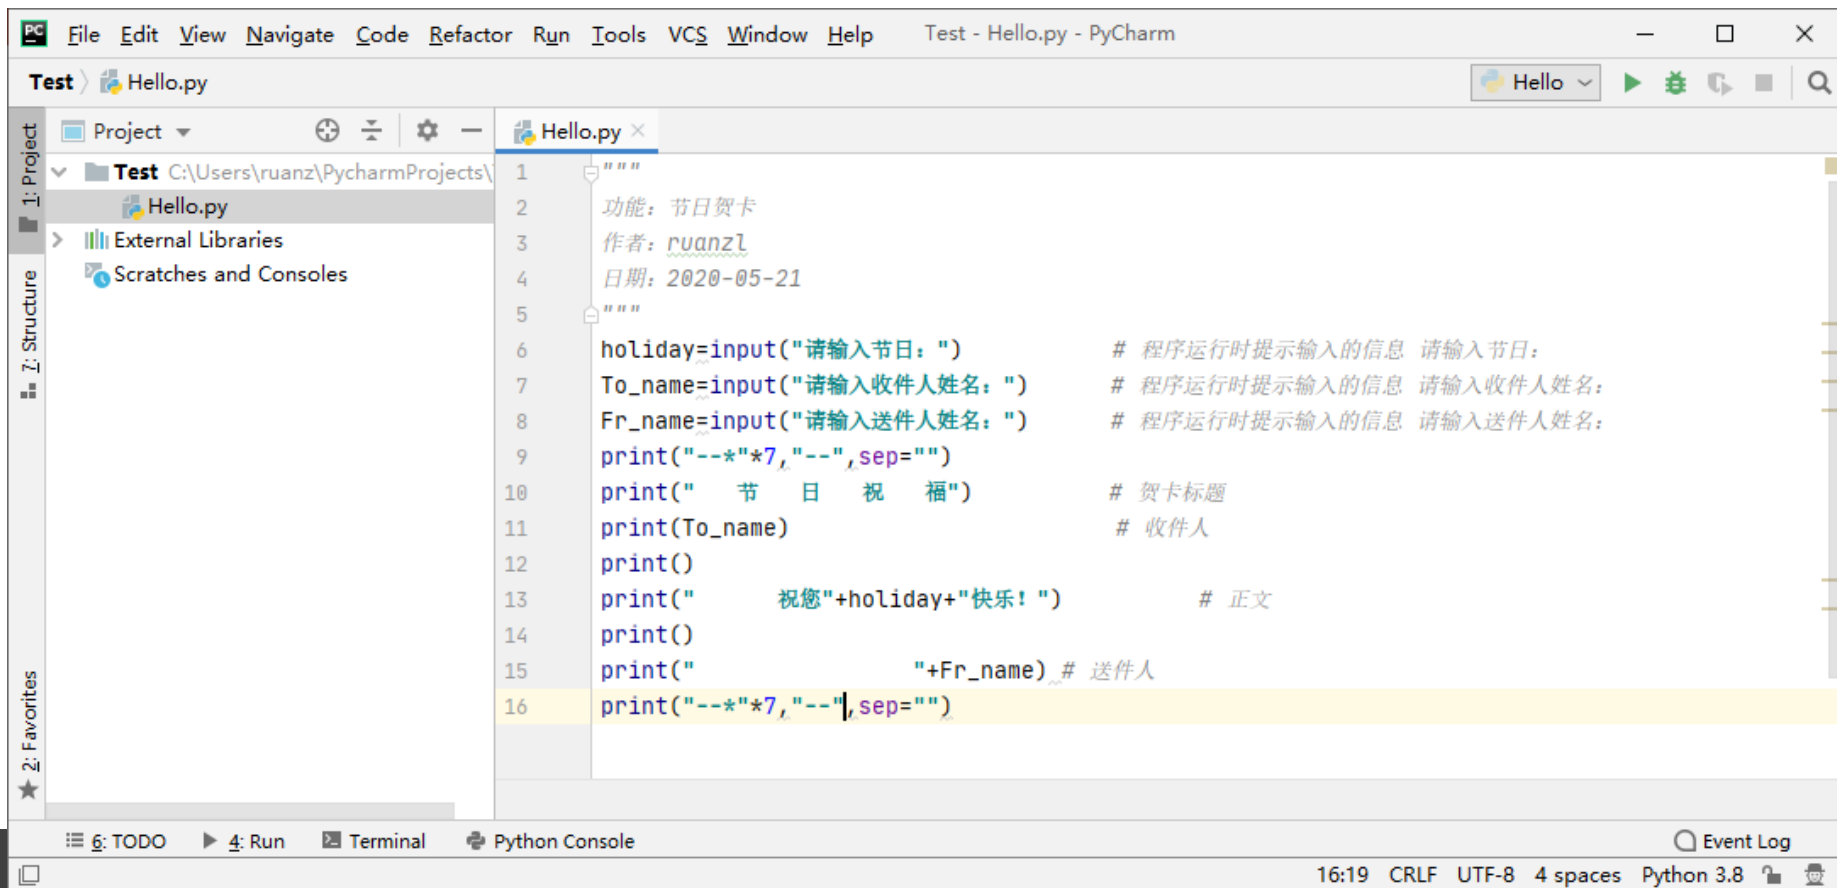 File Edit View Navigate Code Refactor Run Tools VCS Window Help Test - Hello.py - PyCharm
Test Hello.py Hello
1: Project
7: Structure
2: Favorites
Project
Test C:\Users\ruanz\PycharmProjects\
Hello.py
External Libraries
Scratches and Consoles
Hello.py
1 """
2 功能：节日贺卡
3 作者：ruanzl
4 日期：2020-05-21
5 """
6 holiday=input("请输入节日：") # 程序运行时提示输入的信息 请输入节日：
7 To_name=input("请输入收件人姓名：") # 程序运行时提示输入的信息 请输入收件人姓名：
8 Fr_name=input("请输入送件人姓名：") # 程序运行时提示输入的信息 请输入送件人姓名：
9 print("--*"*7,"--",sep="")
10 print("   节   日   祝   福") # 贺卡标题
11 print(To_name) # 收件人
12 print()
13 print("      祝您"+holiday+"快乐！") # 正文
14 print()
15 print("                "+Fr_name) # 送件人
16 print("--*"*7,"--",sep="")
6: TODO 4: Run Terminal Python Console Event Log
16:19 CRLF UTF-8 4 spaces Python 3.8